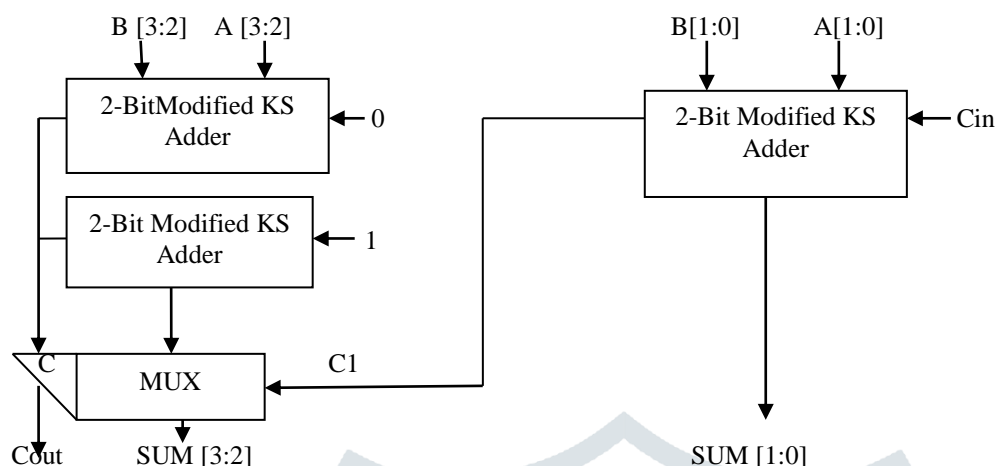 B [3:2] A [3:2] B[1:0] A[1:0]
2-BitModified KS
Adder
0
2-Bit Modified KS
Adder
Cin
2-Bit Modified KS
Adder
1
C
MUX
C1
Cout SUM [3:2] SUM [1:0]